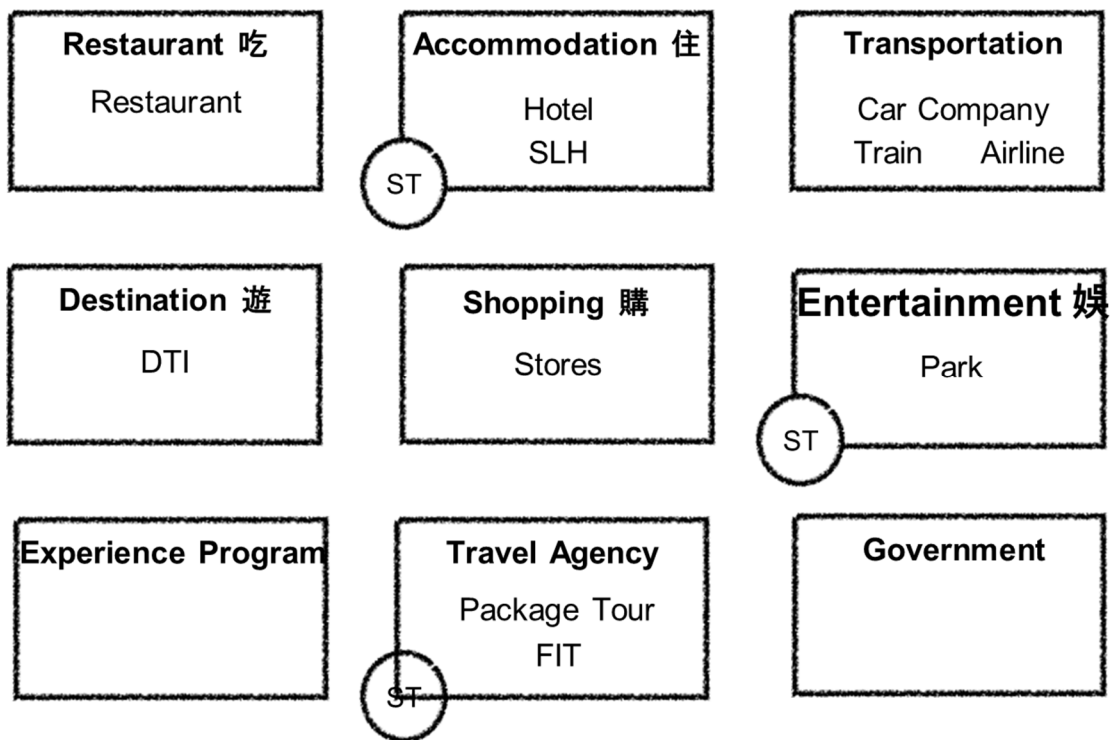 Restaurant 吃
Restaurant
Accommodation 住
Hotel
SLH
ST
Transportation
Car Company
Train Airline
Destination 遊
DTI
Shopping 購
Stores
Entertainment 娛
Park
ST
Experience Program
Travel Agency
Package Tour
FIT
ST
Government